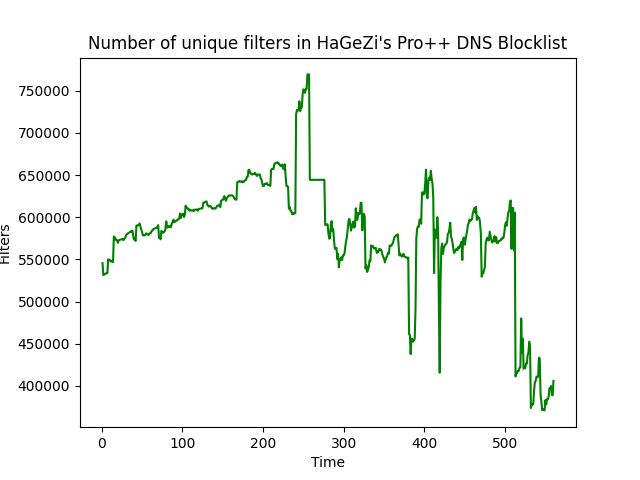 Number of unique filters in HaGeZi's Pro++ DNS Blocklist
750000
700000
650000
600000
550000
500000
450000
400000
Filters
0 100 200 300 400 500
Time